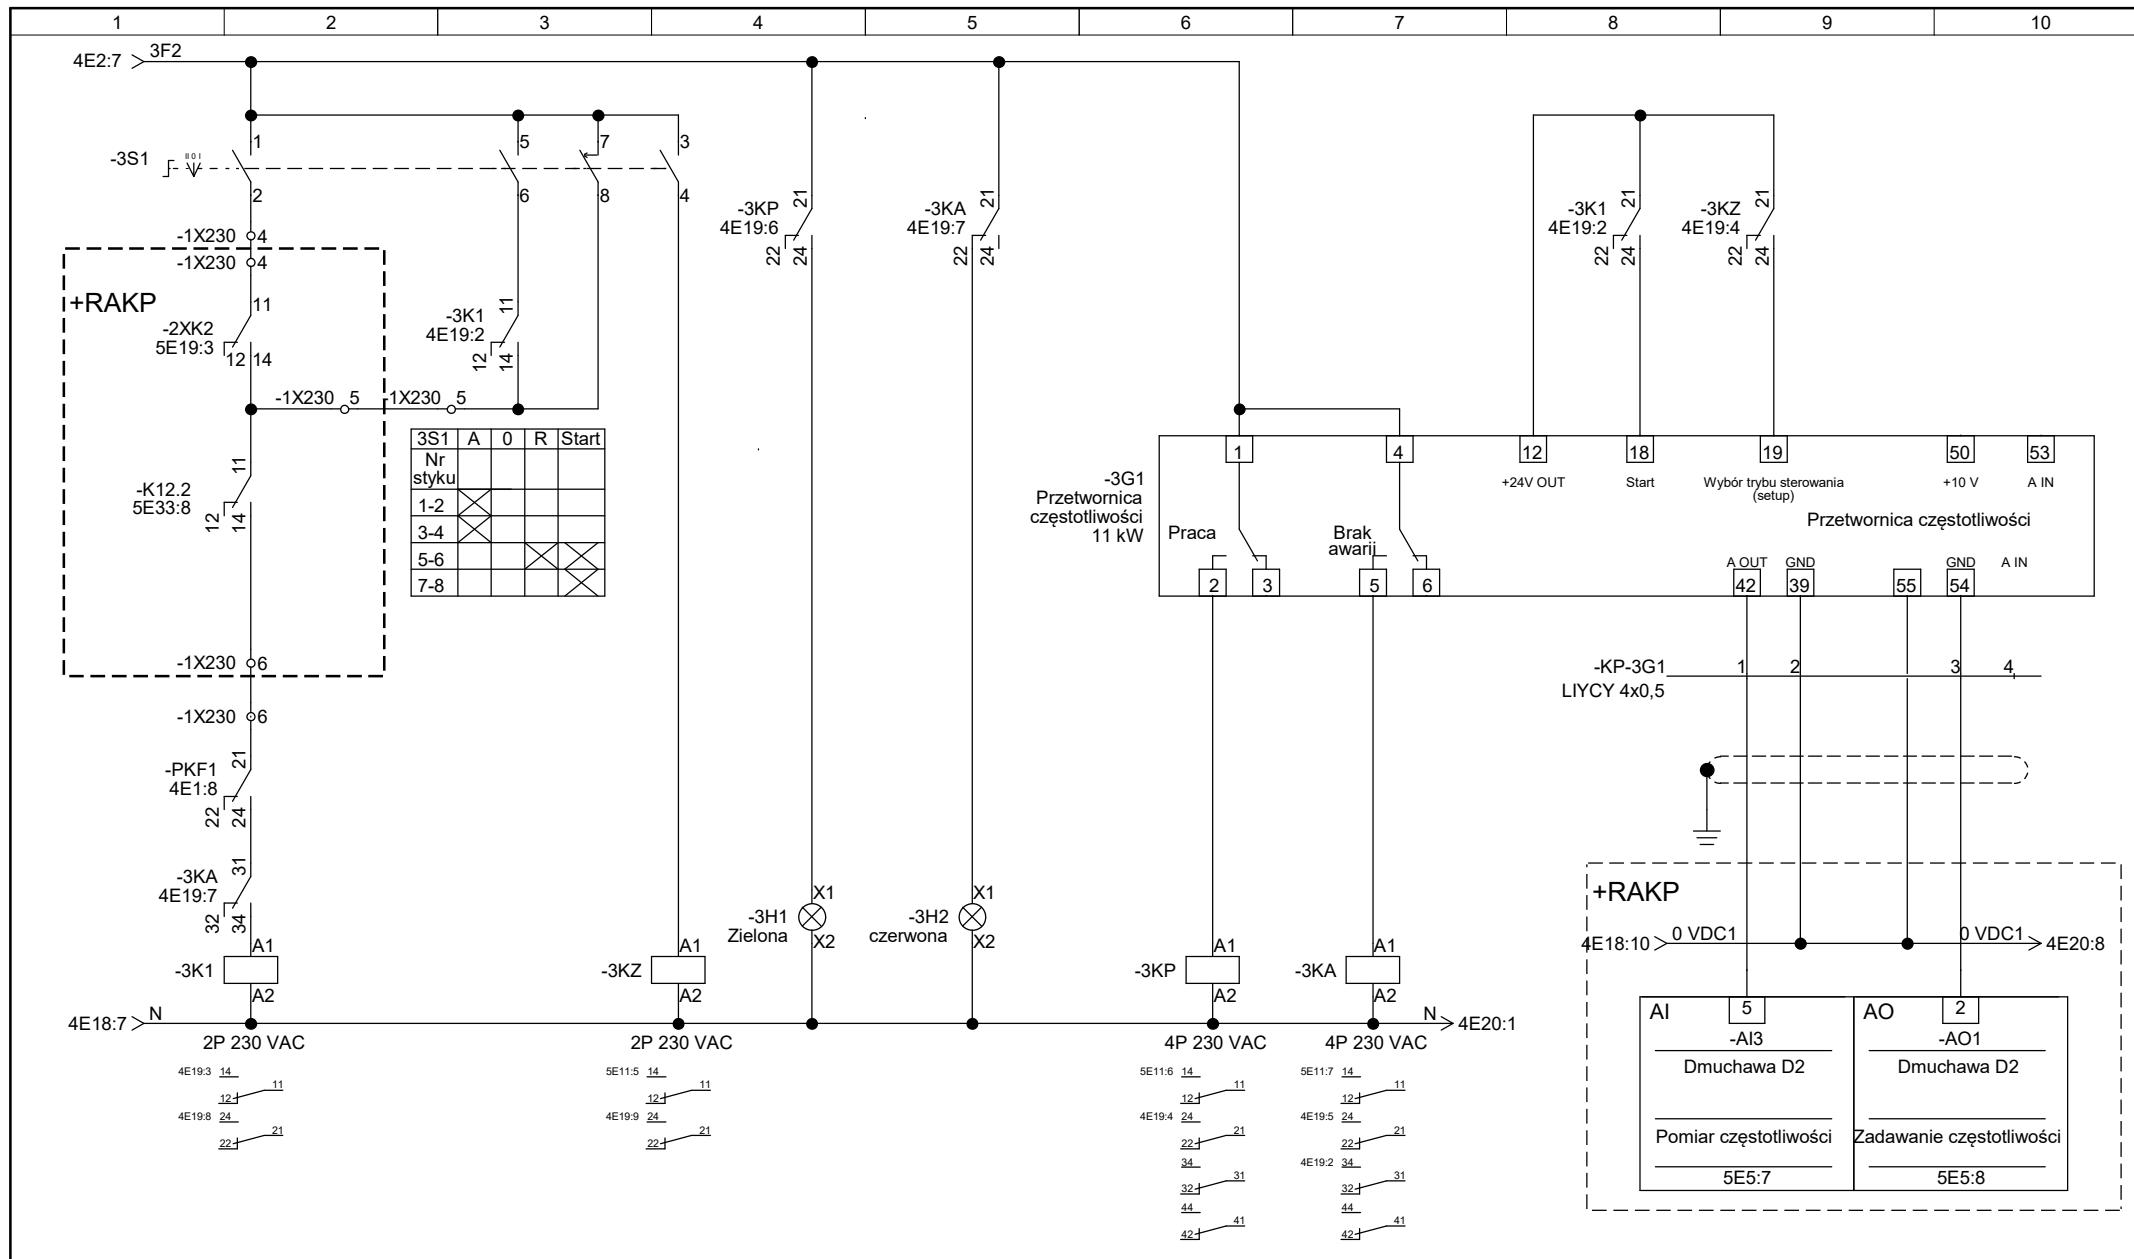 1 2 3 4 5 6 7 8 9 10
4E2:7 3F2
1 5 7 3
-3S1 II 0 I
2 6 8 4
-1X230 4
-1X230 4
+RAKP
11
-2XK2
5E19:3
12 14
-3K1
4E19:2
11
12 14
-1X230 5 -1X230 5
11
-K12.2
5E33:8
12 14
3S1 A 0 R Start
Nr
styku
1-2
3-4
5-6
7-8
-1X230 6
-1X230 6
21
-PKF1
4E1:8
22 24
31
-3KA
4E19:7
32 34
A1
-3K1
A2
A1
-3KZ
A2
-3KP
4E19:6
21
22 24
-3KA
4E19:7
21
22 24
X1
-3H1
Zielona
X2
X1
-3H2
czerwona
X2
A1
-3KP
A2
A1
-3KA
A2
-3K1
4E19:2
21
22 24
-3KZ
4E19:4
21
22 24
1 4 12 18 19 50 53
+24V OUT Start Wybór trybu sterowania
(setup)
+10 V A IN
-3G1
Przetwornica
częstotliwości
11 kW
Praca
Brak
awarii
Przetwornica częstotliwości
A OUT GND GND A IN
2 3 5 6 42 39 55 54
-KP-3G1 1 2 3 4
LIYCY 4x0,5
+RAKP
4E18:10 0 VDC1 0 VDC1 4E20:8
AI 5 AO 2
-AI3 -AO1
Dmuchawa D2 Dmuchawa D2
Pomiar częstotliwości Zadawanie częstotliwości
5E5:7 5E5:8
4E18:7 N N 4E20:1
2P 230 VAC 2P 230 VAC 4P 230 VAC 4P 230 VAC
4E19:3 14 5E11:5 14 5E11:6 14 5E11:7 14
11 11 11 11
12 12 12 12
4E19:8 24 4E19:9 24 4E19:4 24 4E19:5 24
21 21 21 21
22 22 22 22
34 4E19:2 34
31 31
32 32
44 44
41 41
42 42